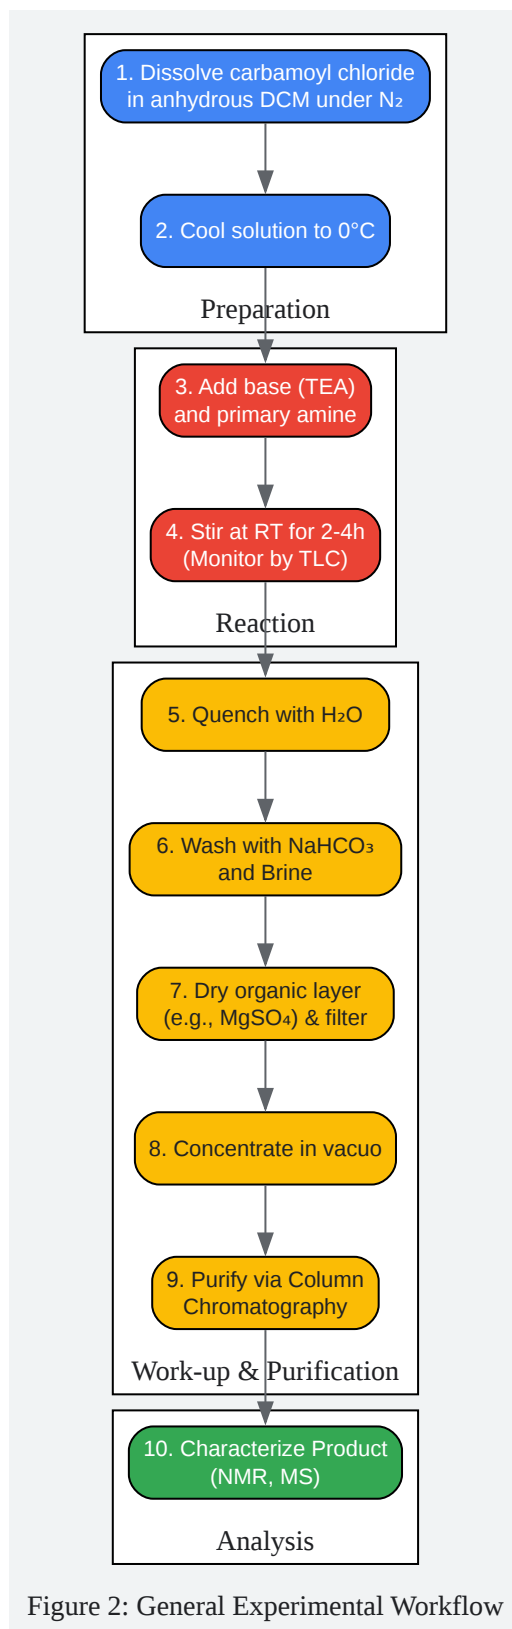 1. Dissolve carbamoyl chloride
in anhydrous DCM under N₂
2. Cool solution to 0°C
Preparation
3. Add base (TEA)
and primary amine
4. Stir at RT for 2-4h
(Monitor by TLC)
Reaction
5. Quench with H₂O
6. Wash with NaHCO₃
and Brine
7. Dry organic layer
(e.g., MgSO₄) & filter
8. Concentrate in vacuo
9. Purify via Column
Chromatography
Work-up & Purification
10. Characterize Product
(NMR, MS)
Analysis
Figure 2: General Experimental Workflow